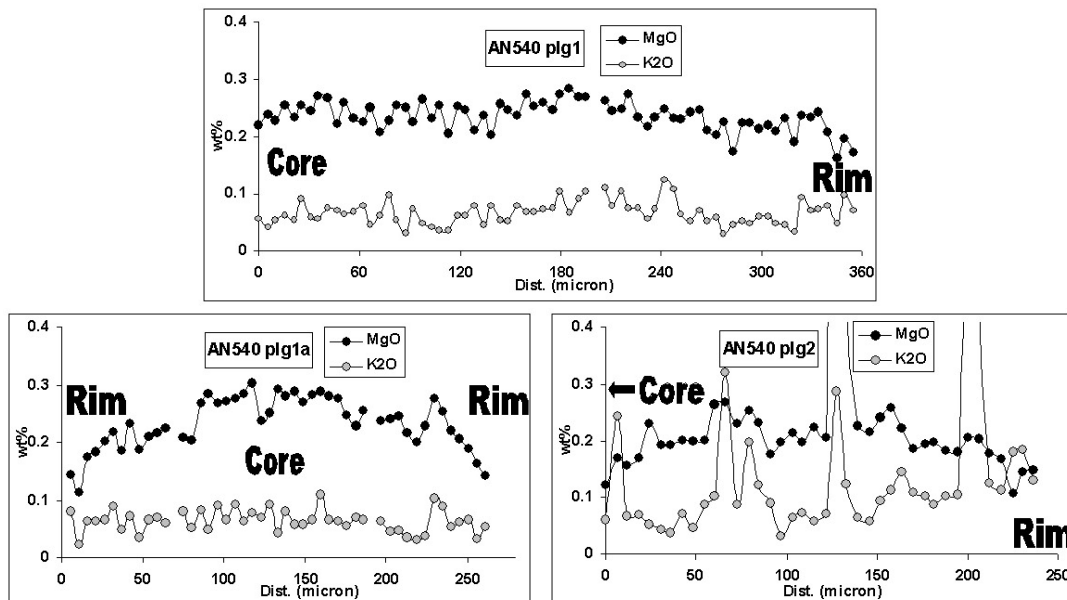 0.4
AN540 plg1
MgO
K2O
0.3
wt%
0.2
Core
Rim
0.1
0
0 60 120 180 240 300 360
Dist. (micron)
0.4
AN540 plg1a
MgO
K2O
0.3
Rim
Rim
wt%
0.2
Core
0.1
0
0 50 100 150 200 250
Dist. (micron)
0.4
AN540 plg2
MgO
K2O
0.3
Core
wt%
0.2
0.1
Rim
0
0 50 100 150 200 250
Dist. (micron)